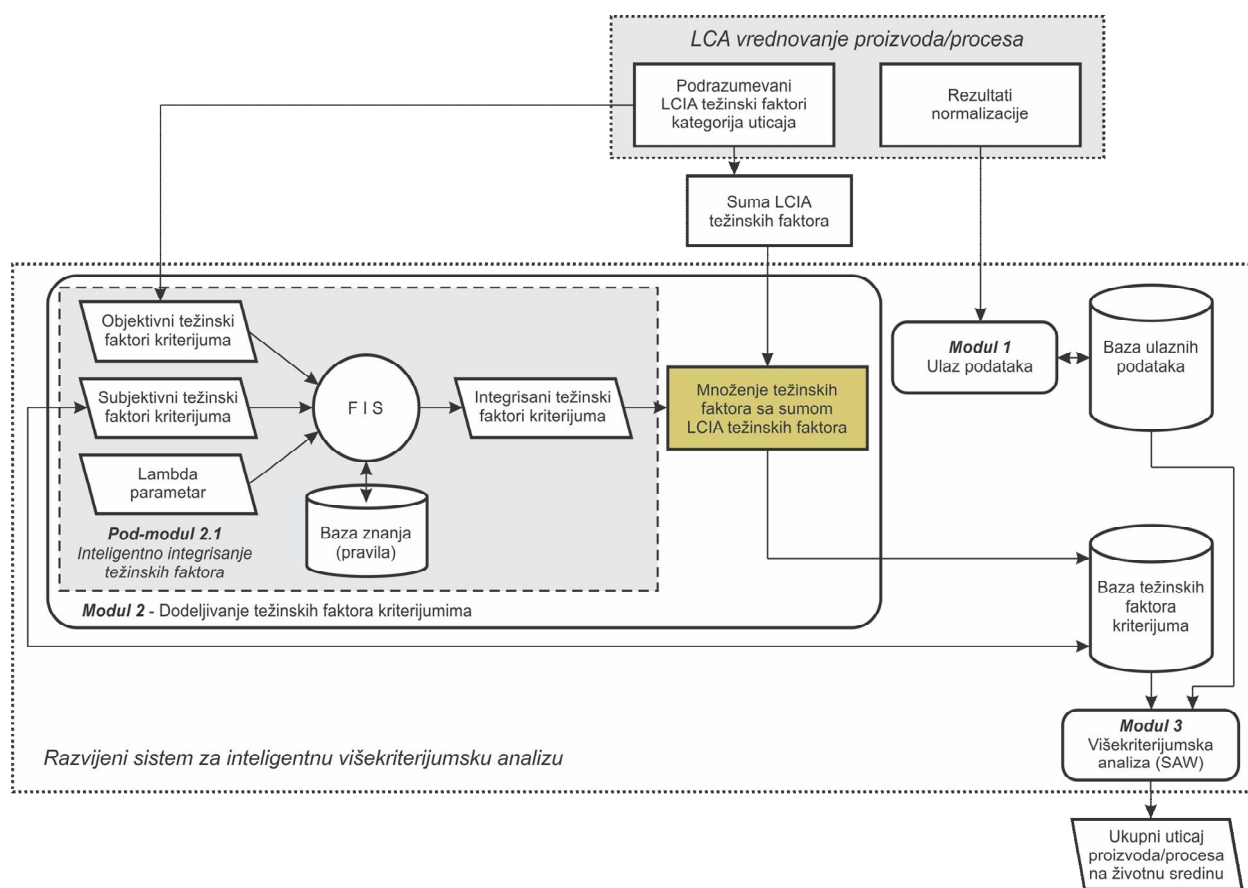 LCA vrednovanje proizvoda/procesa
Podrazumevani
LCIA težinski faktori
kategorija uticaja
Rezultati
normalizacije
Suma LCIA
težinskih faktora
Objektivni težinski
faktori kriterijuma
Subjektivni težinski
faktori kriterijuma
Lambda
parametar
F I S
Integrisani težinski
faktori kriterijuma
Množenje težinskih
faktora sa sumom
LCIA težinskih faktora
Modul 1
Ulaz podataka
Baza ulaznih
podataka
Baza znanja
(pravila)
Pod-modul 2.1
Inteligentno integrisanje
težinskih faktora
Modul 2 - Dodeljivanje težinskih faktora kriterijumima
Baza težinskih
faktora
kriterijuma
Modul 3
Višekriterijumska
analiza (SAW)
Razvijeni sistem za inteligentnu višekriterijumsku analizu
Ukupni uticaj
proizvoda/procesa
na životnu sredinu